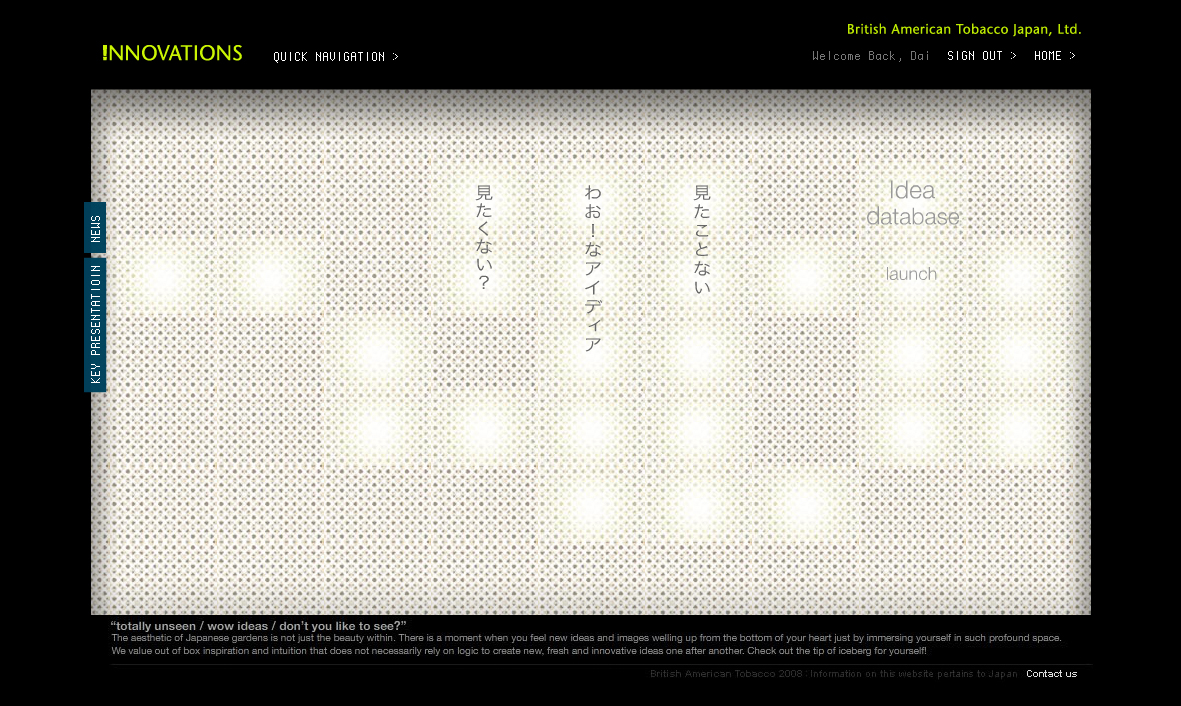 British American Tobacco Japan, Ltd.
!NNOVATIONS
QUICK NAVIGATION >
Welcome Back, Dai
SIGN OUT >
HOME >
NEWS
KEY PRESENTATIOIN
見たことない
わお！なアイディア
見たくない？
Idea
database
launch
“totally unseen / wow ideas / don’t you like to see?”
The aesthetic of Japanese gardens is not just the beauty within. There is a moment when you feel new ideas and images welling up from the bottom of your heart just by immersing yourself in such profound space.
We value out of box inspiration and intuition that does not necessarily rely on logic to create new, fresh and innovative ideas one after another. Check out the tip of iceberg for yourself!
British American Tobacco 2008 : Information on this website pertains to Japan
Contact us